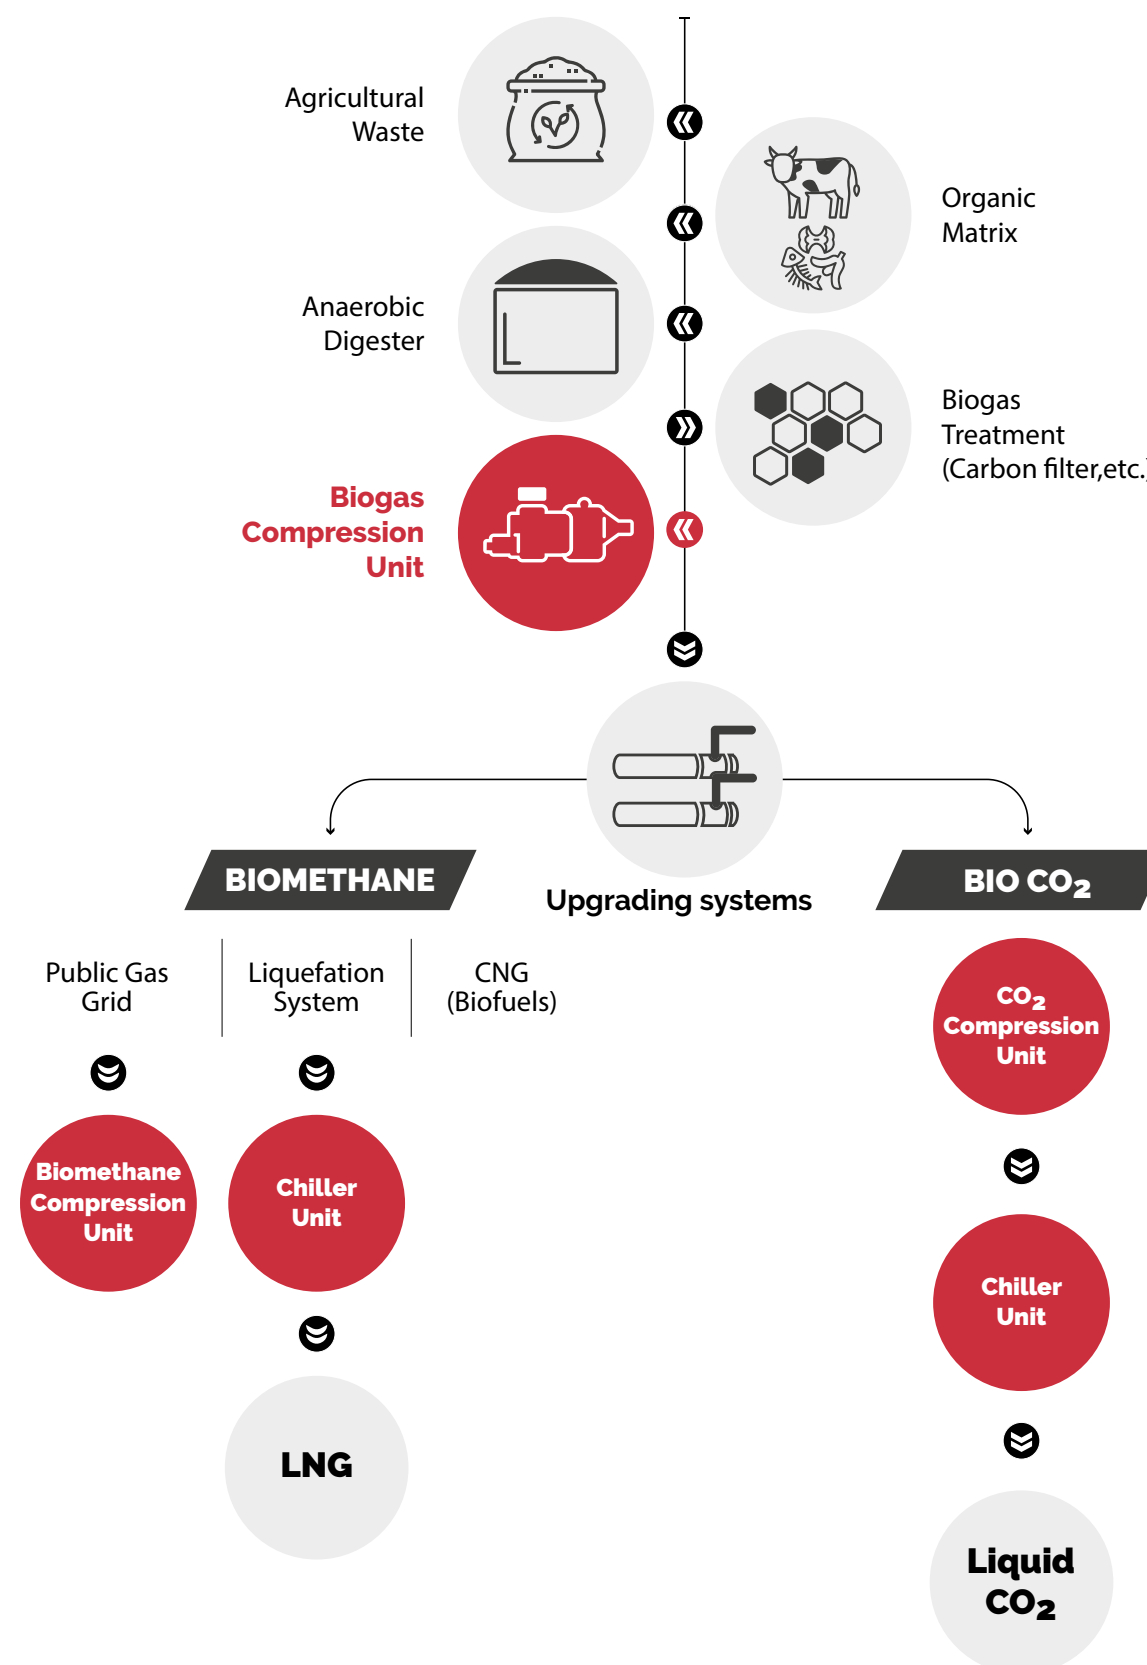 Agricultural
Waste
Organic
Matrix
Anaerobic
Digester
Biogas
Treatment
(Carbon filter,etc.)
Biogas
Compression
Unit
Upgrading systems
BIOMETHANE
BIO CO2
Public Gas
Grid
Liquefation
System
CNG
(Biofuels)
CO2
Compression
Unit
Biomethane
Compression
Unit
Chiller
Unit
Chiller
Unit
LNG
Liquid
CO2